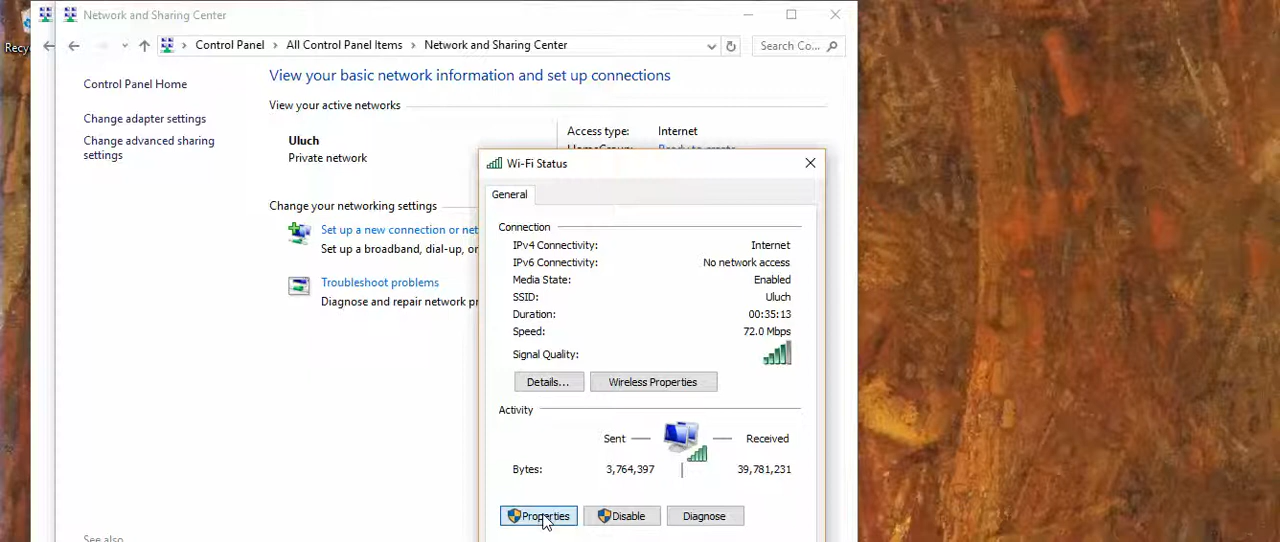 Network and Sharing Center
Control Panel > All Control Panel Items > Network and Sharing Center
Search Co...
Control Panel Home
Change adapter settings
Change advanced sharing
settings
View your basic network information and set up connections
View your active networks
Uluch
Private network
Access type: Internet
Change your networking settings
Set up a new connection or net
Set up a broadband, dial-up, or
Troubleshoot problems
Diagnose and repair network pr
See also
Wi-Fi Status
General
Connection
IPv4 Connectivity: Internet
IPv6 Connectivity: No network access
Media State: Enabled
SSID: Uluch
Duration: 00:35:13
Speed: 72.0 Mbps
Signal Quality:
Details... Wireless Properties
Activity
Sent Received
Bytes: 3,764,397 39,781,231
Properties Disable Diagnose